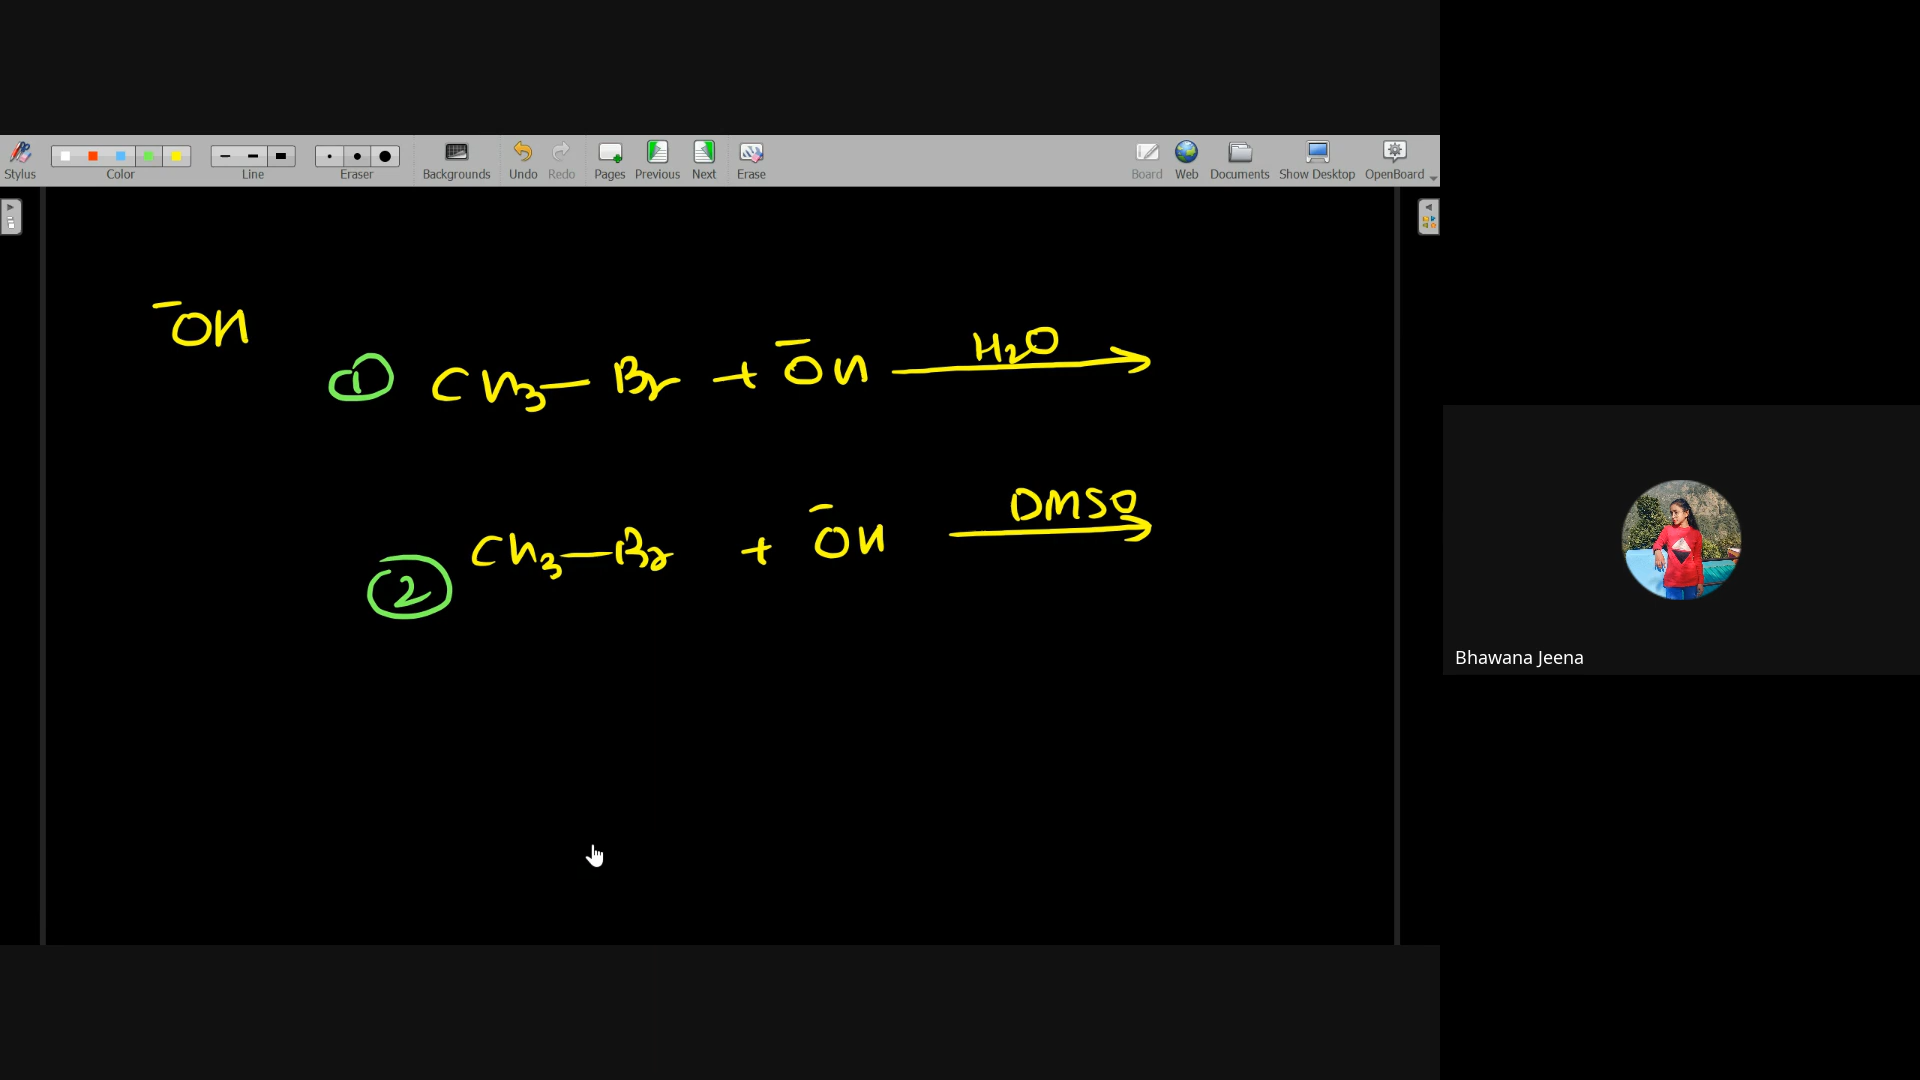 Stylus Color Line Eraser Backgrounds Undo Redo Pages Previous Next Erase Board Web Documents Show Desktop OpenBoard
⁻OH
① CH₃—Br + ⁻OH H₂O →
② CH₃—Br + ⁻OH DMSO →
Bhawana Jeena